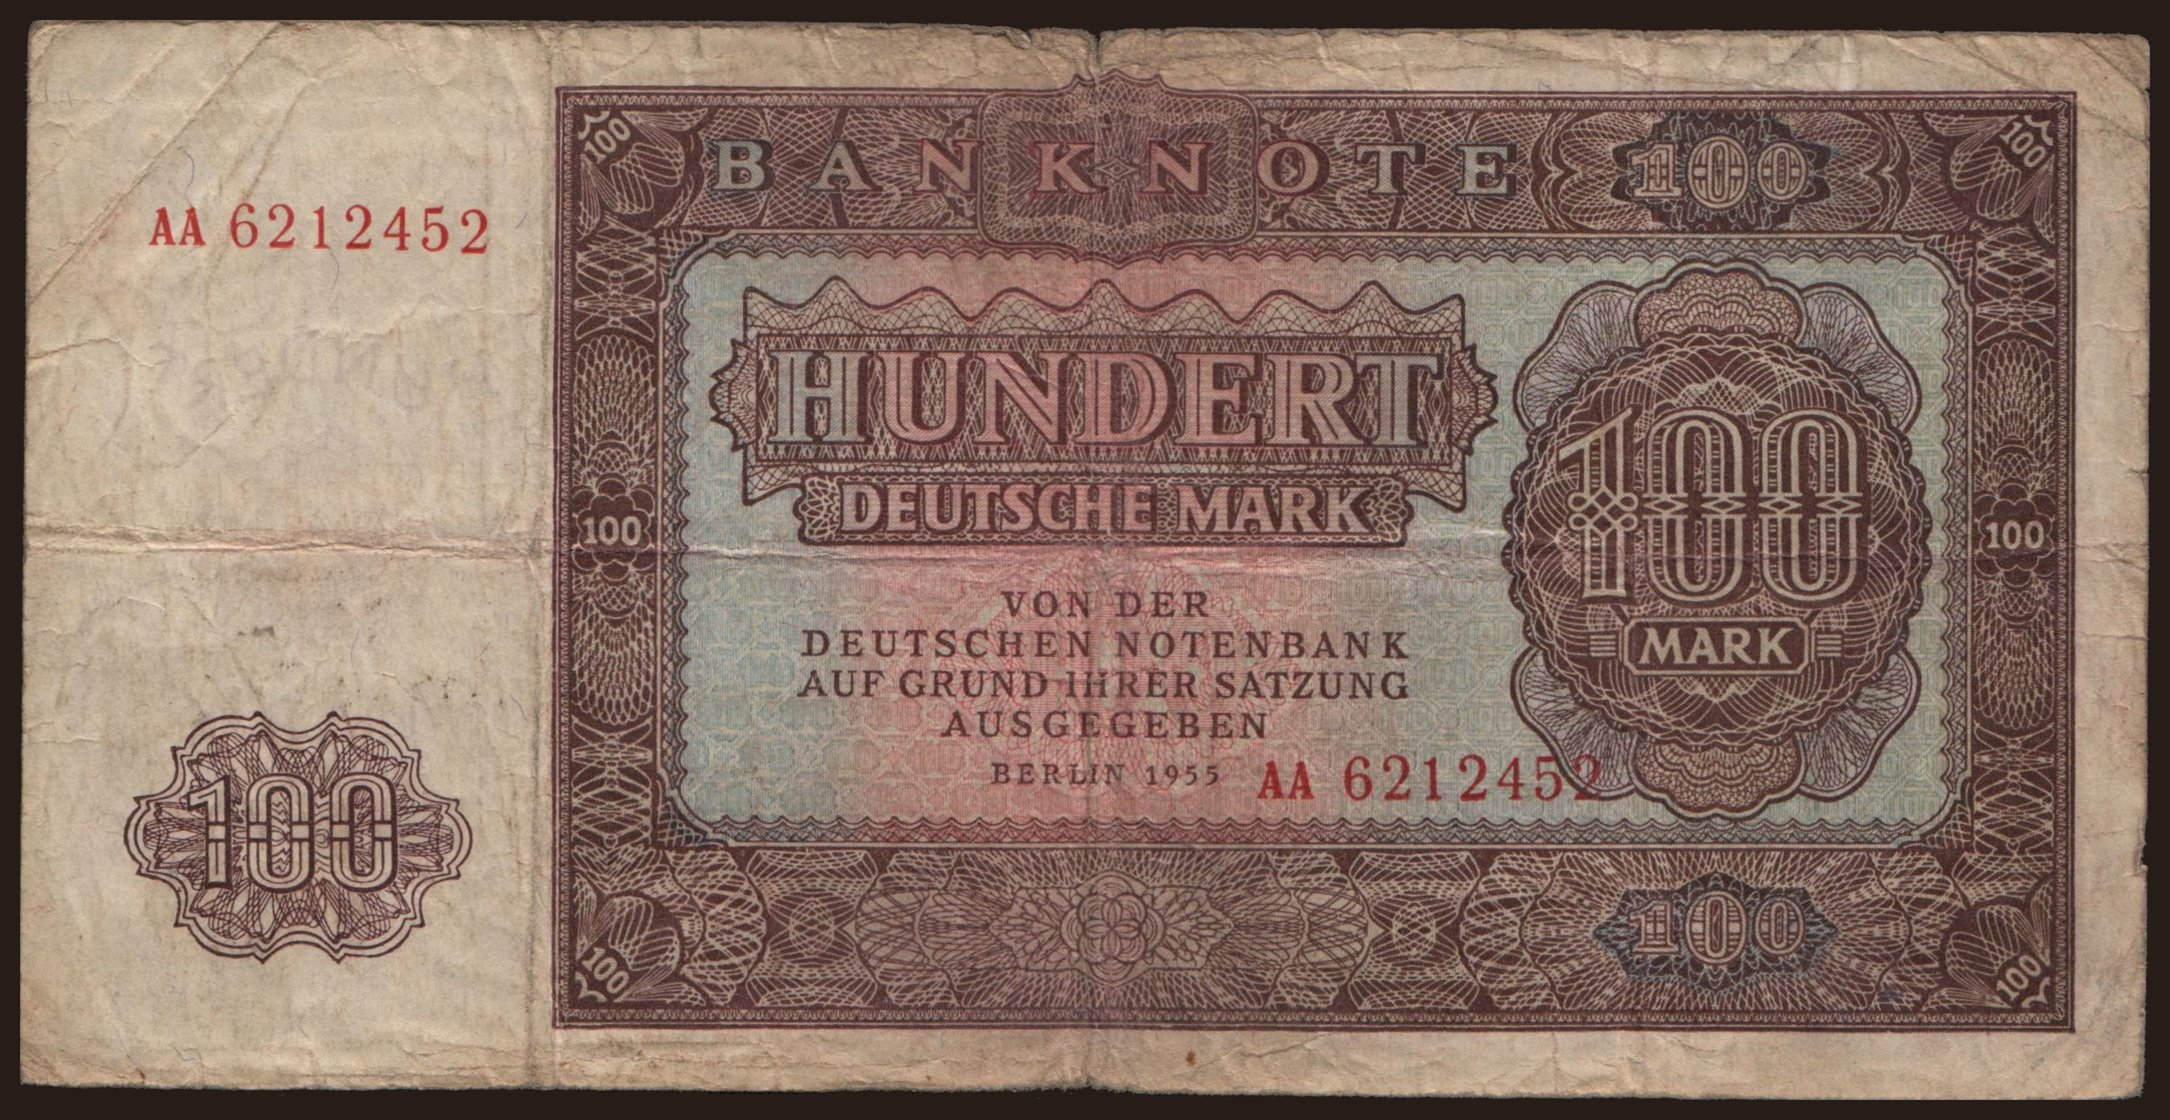 100
BANKNOTE
100
100
AA 6212452
HUNDERT
DEUTSCHE MARK
100
MARK
100
100
VON DER
DEUTSCHEN NOTENBANK
AUF GRUND IHRER SATZUNG
AUSGEGEBEN
BERLIN 1955
AA 6212452
100
100
100
100